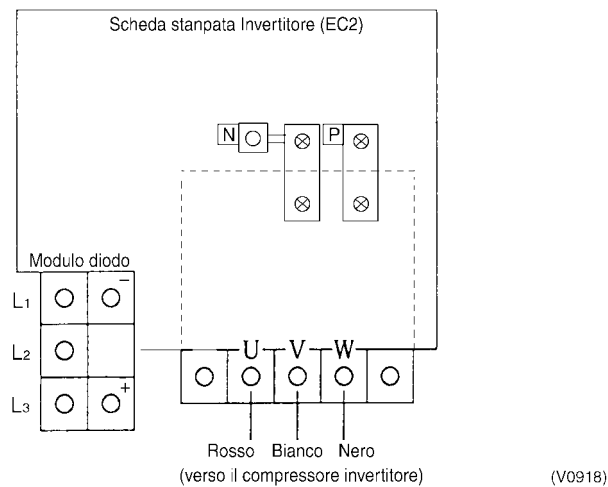 Scheda stanpata Invertitore (EC2)
N P
Modulo diodo
L1 −
L2 U V W
L3 +
Rosso Bianco Nero
(verso il compressore invertitore)
(V0918)